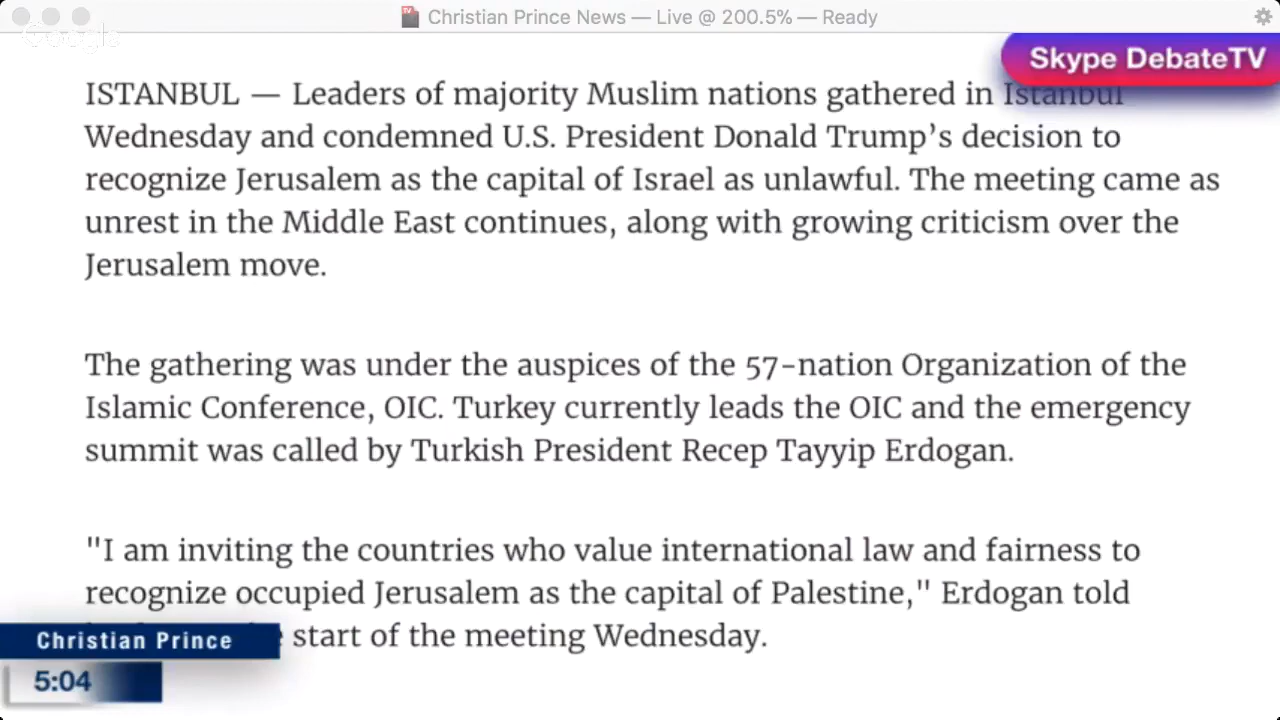 Christian Prince News — Live @ 200.5% — Ready
Google
Skype DebateTV
ISTANBUL — Leaders of majority Muslim nations gathered in Istanbul
Wednesday and condemned U.S. President Donald Trump’s decision to
recognize Jerusalem as the capital of Israel as unlawful. The meeting came as
unrest in the Middle East continues, along with growing criticism over the
Jerusalem move.
The gathering was under the auspices of the 57-nation Organization of the
Islamic Conference, OIC. Turkey currently leads the OIC and the emergency
summit was called by Turkish President Recep Tayyip Erdogan.
"I am inviting the countries who value international law and fairness to
recognize occupied Jerusalem as the capital of Palestine," Erdogan told
start of the meeting Wednesday.
Christian Prince
5:04